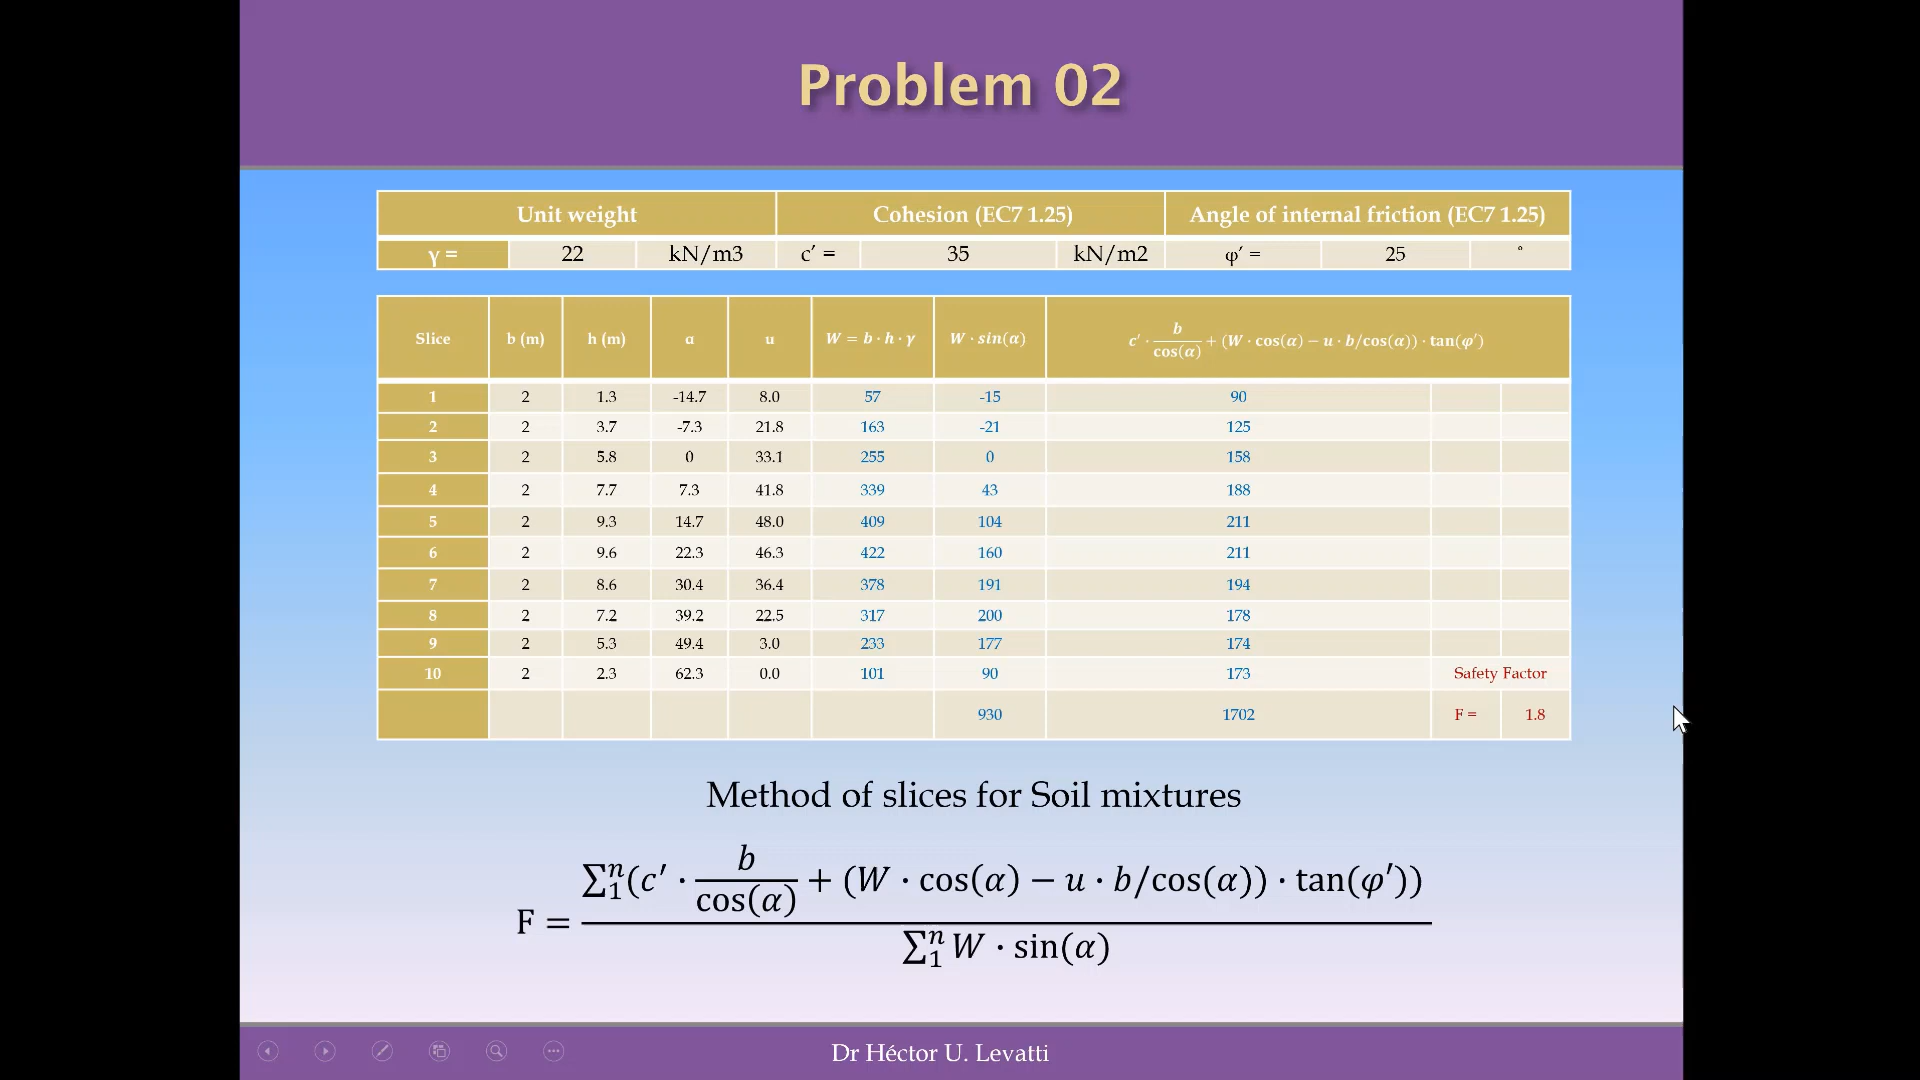 Problem 02
Unit weight Cohesion (EC7 1.25) Angle of internal friction (EC7 1.25)
γ = 22 kN/m3 c′ = 35 kN/m2 φ′ = 25 °
Slice b (m) h (m) α u W = b · h · γ W · sin(α) c′ · b/cos(α) + (W · cos(α) − u · b/cos(α)) · tan(φ′)
1 2 1.3 -14.7 8.0 57 -15 90
2 2 3.7 -7.3 21.8 163 -21 125
3 2 5.8 0 33.1 255 0 158
4 2 7.7 7.3 41.8 339 43 188
5 2 9.3 14.7 48.0 409 104 211
6 2 9.6 22.3 46.3 422 160 211
7 2 8.6 30.4 36.4 378 191 194
8 2 7.2 39.2 22.5 317 200 178
9 2 5.3 49.4 3.0 233 177 174
10 2 2.3 62.3 0.0 101 90 173 Safety Factor
930 1702 F = 1.8
Method of slices for Soil mixtures
F = ∑₁ⁿ(c′ · b/cos(α) + (W · cos(α) − u · b/cos(α)) · tan(φ′)) / ∑₁ⁿ W · sin(α)
Dr Héctor U. Levatti